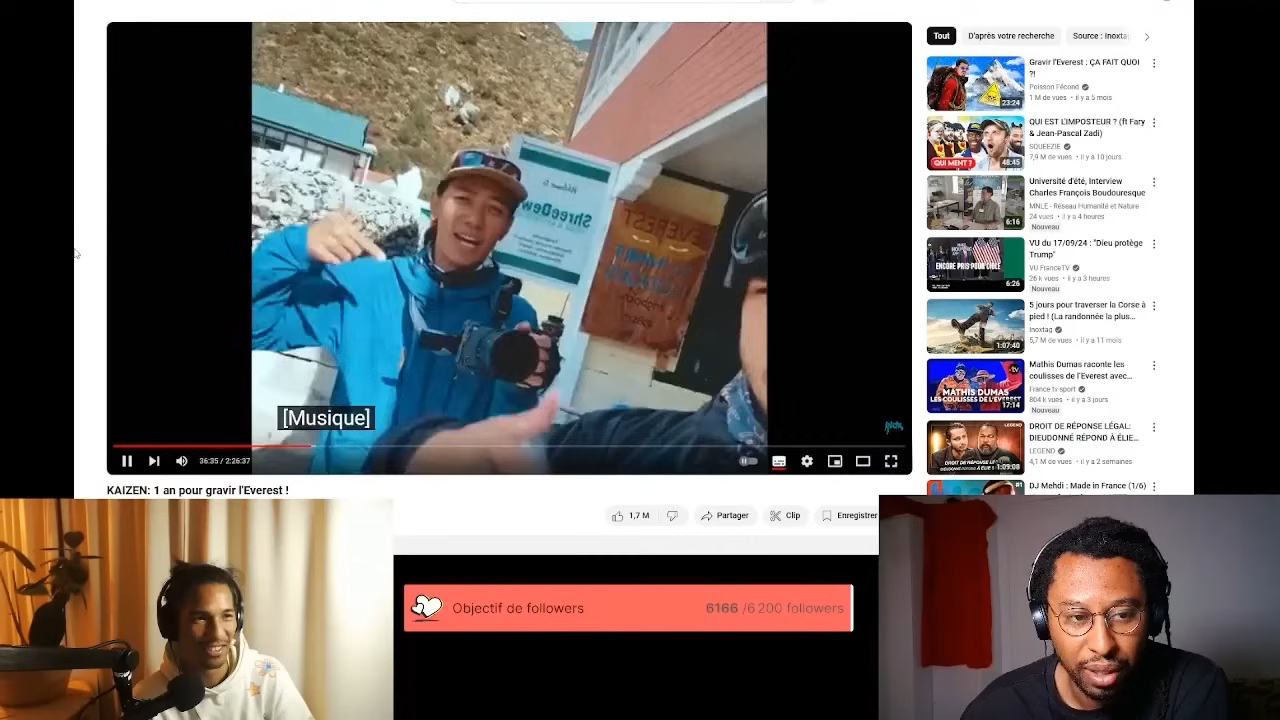 Tout
D'après votre recherche
Source : Inoxta
Gravir l'Everest : ÇA FAIT QUOI
?!
Poisson Fécond
1 M de vues • il y a 5 mois
23:24
QUI EST L'IMPOSTEUR ? (ft Fary
& Jean-Pascal Zadi)
SQUEEZIE
7,9 M de vues • il y a 10 jours
QUI MENT ?
48:45
Université d'été, Interview
Charles François Boudouresque
MNLE - Réseau Humanité et Nature
24 vues • il y a 4 heures
Nouveau
6:16
VU du 17/09/24 : "Dieu protège
Trump"
VU FranceTV
26 k vues • il y a 3 heures
Nouveau
ENCORE PRIS POUR CIBLE
6:26
5 jours pour traverser la Corse à
pied ! (La randonnée la plus...
Inoxtag
5,7 M de vues • il y a 11 mois
1:07:40
Mathis Dumas raconte les
coulisses de l'Everest avec...
France tv sport
804 k vues • il y a 3 jours
Nouveau
MATHIS DUMAS
LES COULISSES DE L'EVEREST
17:14
DROIT DE RÉPONSE LÉGAL:
DIEUDONNÉ RÉPOND À ÉLIE...
LEGEND
4,1 M de vues • il y a 2 semaines
1:09:08
DJ Mehdi : Made in France (1/6)
#1
EVEREST
[Musique]
36:35 / 2:26:37
KAIZEN: 1 an pour gravir l'Everest !
1,7 M
Partager
Clip
Enregistrer
Objectif de followers
6166 /6 200 followers